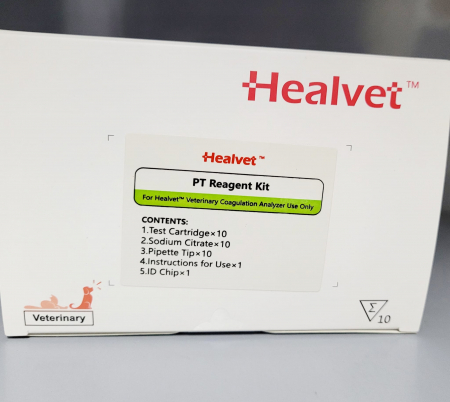 Healvet™
Healvet™
PT Reagent Kit
For Healvet™ Veterinary Coagulation Analyzer Use Only
CONTENTS:
1.Test Cartridge×10
2.Sodium Citrate×10
3.Pipette Tip×10
4.Instructions for Use×1
5.ID Chip×1
Veterinary
Σ
10